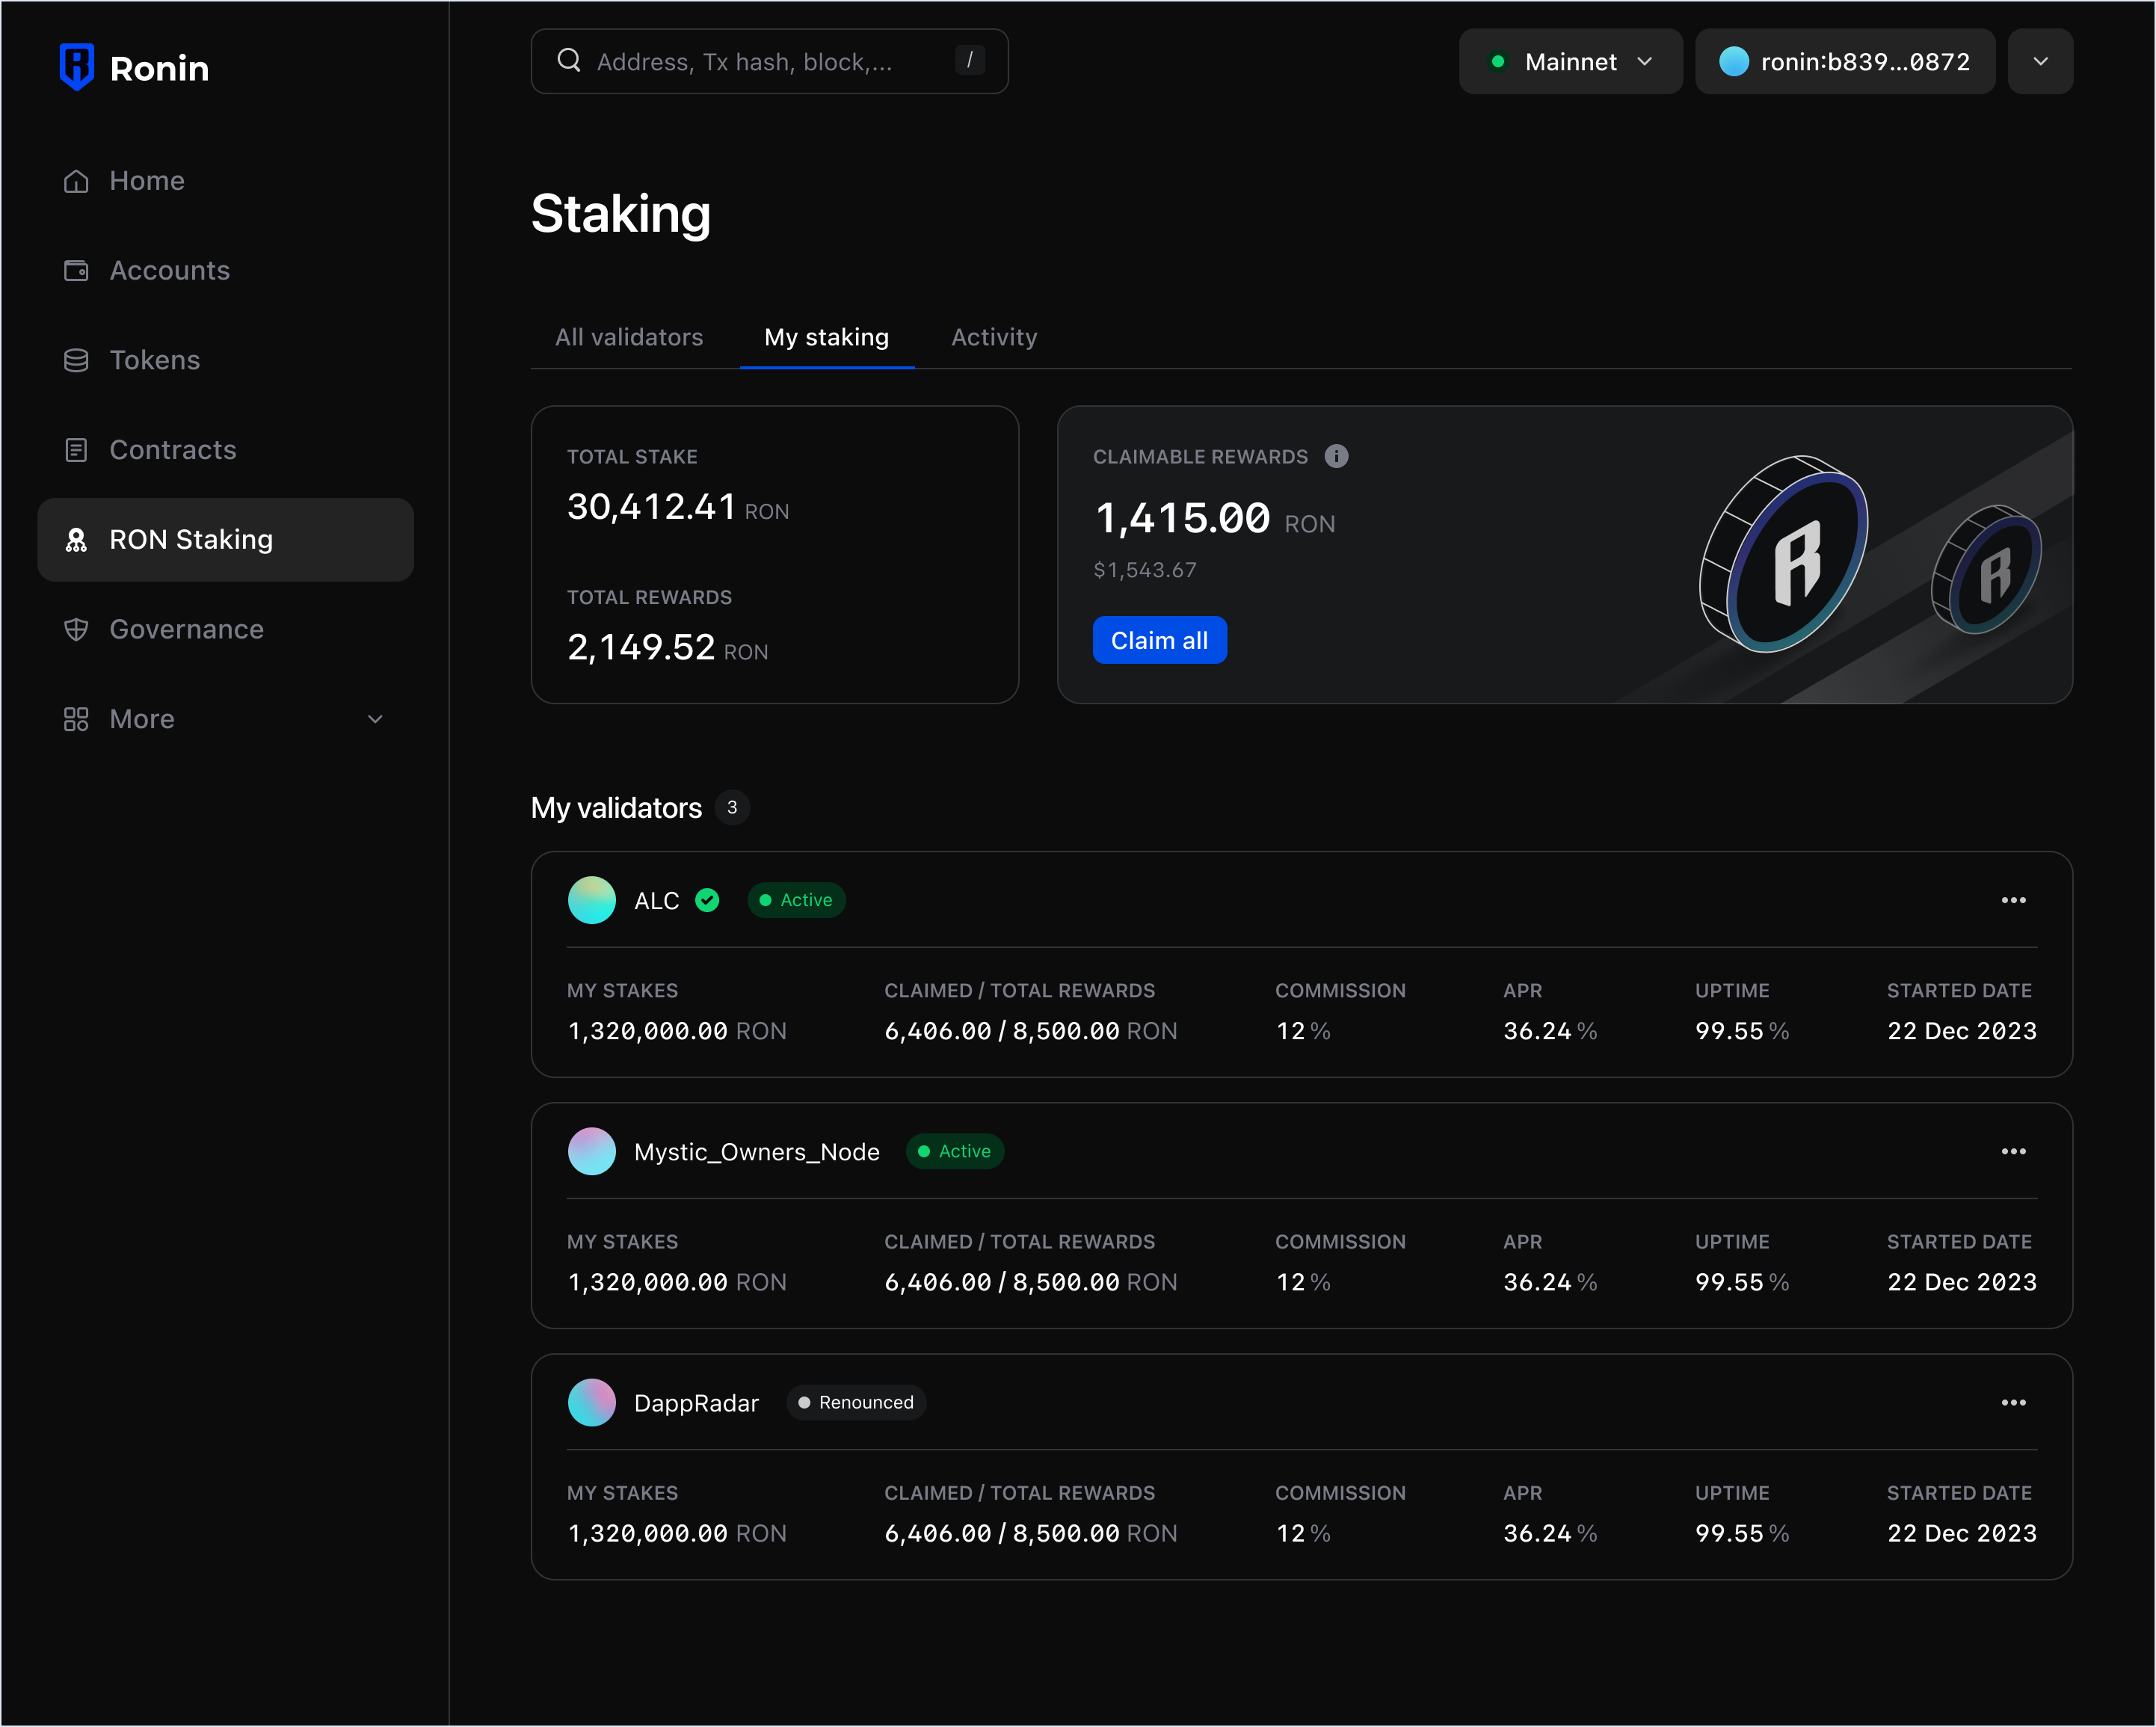 Ronin
Address, Tx hash, block,... /
Mainnet
ronin:b839...0872
Home
Accounts
Tokens
Contracts
RON Staking
Governance
More
Staking
All validators My staking Activity
TOTAL STAKE
30,412.41 RON
TOTAL REWARDS
2,149.52 RON
CLAIMABLE REWARDS
1,415.00 RON
$1,543.67
Claim all
My validators 3
ALC Active
MY STAKES CLAIMED / TOTAL REWARDS COMMISSION APR UPTIME STARTED DATE
1,320,000.00 RON 6,406.00 / 8,500.00 RON 12 % 36.24 % 99.55 % 22 Dec 2023
Mystic_Owners_Node Active
MY STAKES CLAIMED / TOTAL REWARDS COMMISSION APR UPTIME STARTED DATE
1,320,000.00 RON 6,406.00 / 8,500.00 RON 12 % 36.24 % 99.55 % 22 Dec 2023
DappRadar Renounced
MY STAKES CLAIMED / TOTAL REWARDS COMMISSION APR UPTIME STARTED DATE
1,320,000.00 RON 6,406.00 / 8,500.00 RON 12 % 36.24 % 99.55 % 22 Dec 2023